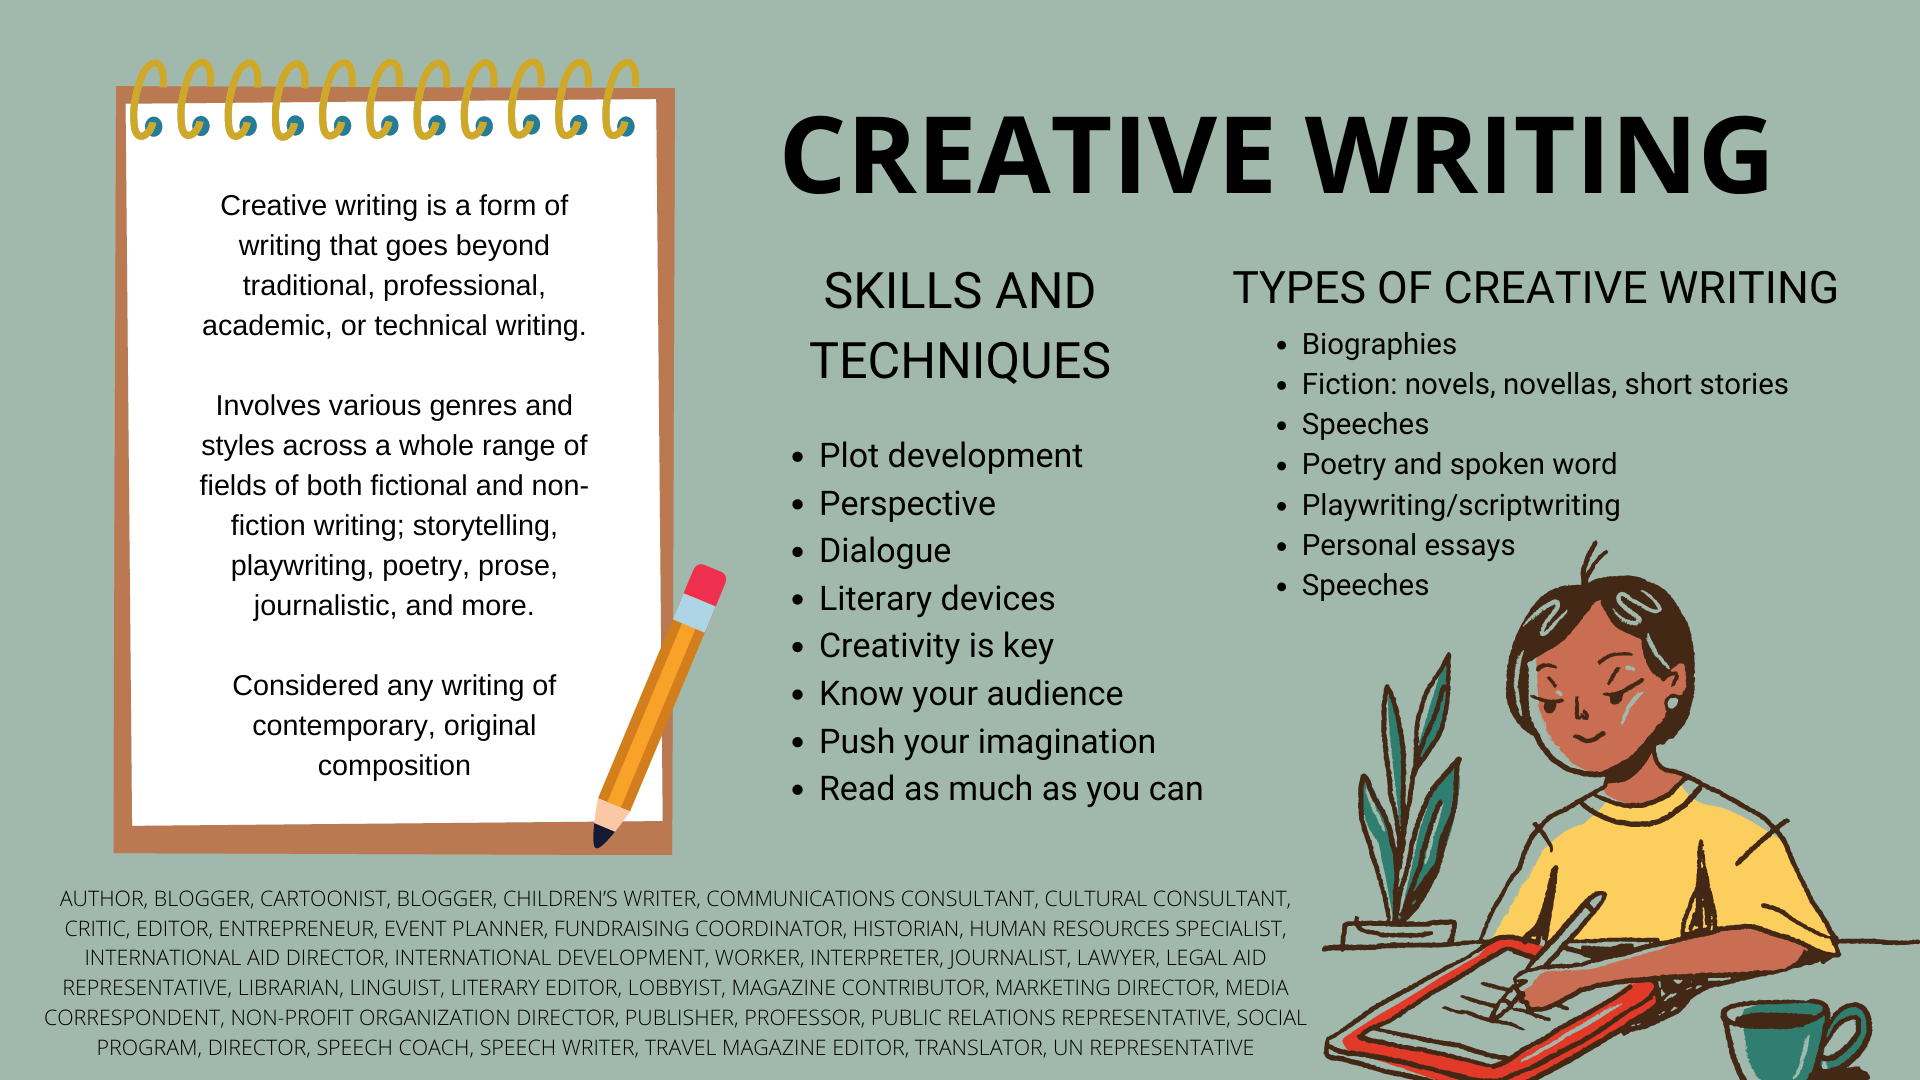 Creative writing is a form of
writing that goes beyond
traditional, professional,
academic, or technical writing.
Involves various genres and
styles across a whole range of
fields of both fictional and non-
fiction writing; storytelling,
playwriting, poetry, prose,
journalistic, and more.
Considered any writing of
contemporary, original
composition
CREATIVE WRITING
SKILLS AND
TECHNIQUES
• Plot development
• Perspective
• Dialogue
• Literary devices
• Creativity is key
• Know your audience
• Push your imagination
• Read as much as you can
TYPES OF CREATIVE WRITING
• Biographies
• Fiction: novels, novellas, short stories
• Speeches
• Poetry and spoken word
• Playwriting/scriptwriting
• Personal essays
• Speeches
AUTHOR, BLOGGER, CARTOONIST, BLOGGER, CHILDREN’S WRITER, COMMUNICATIONS CONSULTANT, CULTURAL CONSULTANT,
CRITIC, EDITOR, ENTREPRENEUR, EVENT PLANNER, FUNDRAISING COORDINATOR, HISTORIAN, HUMAN RESOURCES SPECIALIST,
INTERNATIONAL AID DIRECTOR, INTERNATIONAL DEVELOPMENT, WORKER, INTERPRETER, JOURNALIST, LAWYER, LEGAL AID
REPRESENTATIVE, LIBRARIAN, LINGUIST, LITERARY EDITOR, LOBBYIST, MAGAZINE CONTRIBUTOR, MARKETING DIRECTOR, MEDIA
CORRESPONDENT, NON-PROFIT ORGANIZATION DIRECTOR, PUBLISHER, PROFESSOR, PUBLIC RELATIONS REPRESENTATIVE, SOCIAL
PROGRAM, DIRECTOR, SPEECH COACH, SPEECH WRITER, TRAVEL MAGAZINE EDITOR, TRANSLATOR, UN REPRESENTATIVE